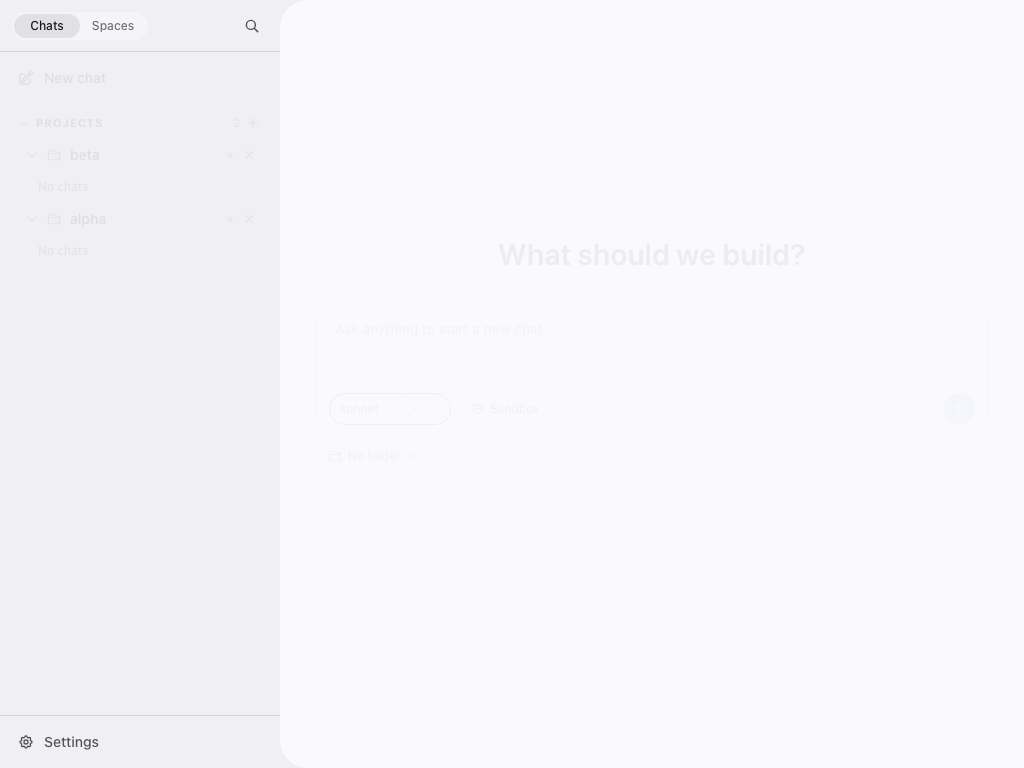 Chats Spaces
New chat
PROJECTS 2
beta
No chats
alpha
No chats
Settings
What should we build?
Ask anything to start a new chat...
sonnet
Sandbox
No folder